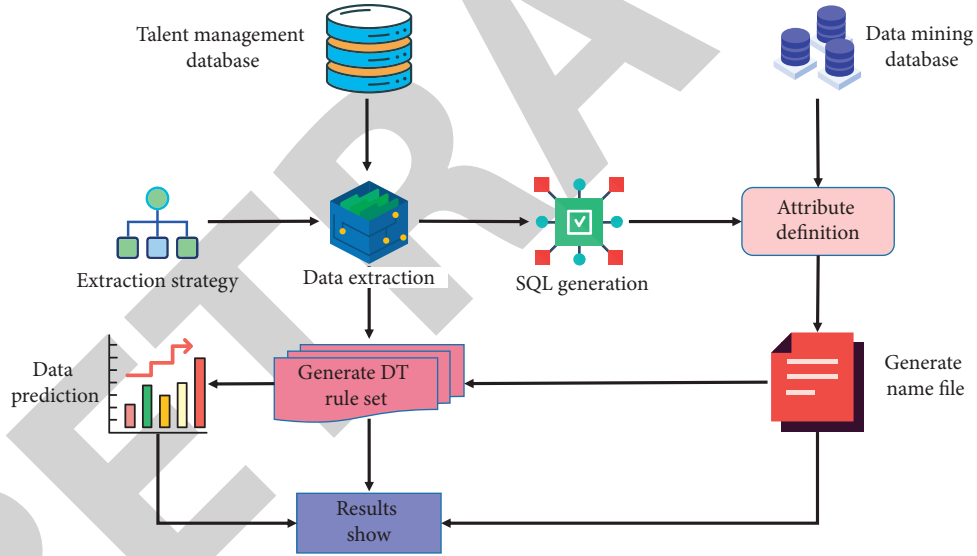 Talent management
database
Data mining
database
Attribute
definition
Extraction strategy
Data extraction
SQL generation
Data
prediction
Generate DT
rule set
Generate
name file
Results
show